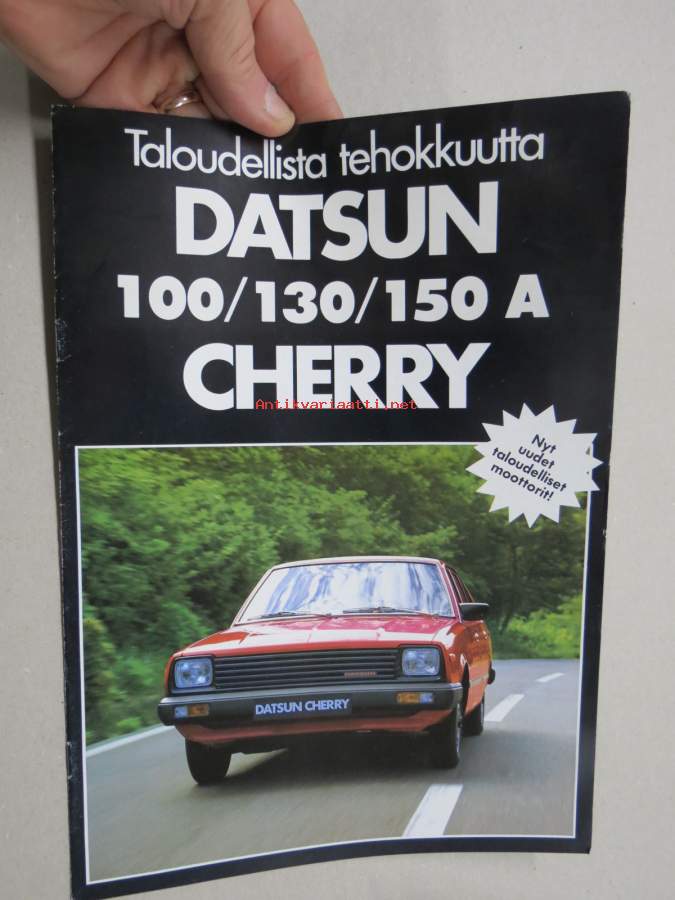 Taloudellista tehokkuutta
DATSUN
100/130/150 A
CHERRY
Antikvariaatti.net
Nyt
uudet
taloudelliset
moottorit!
DATSUN CHERRY